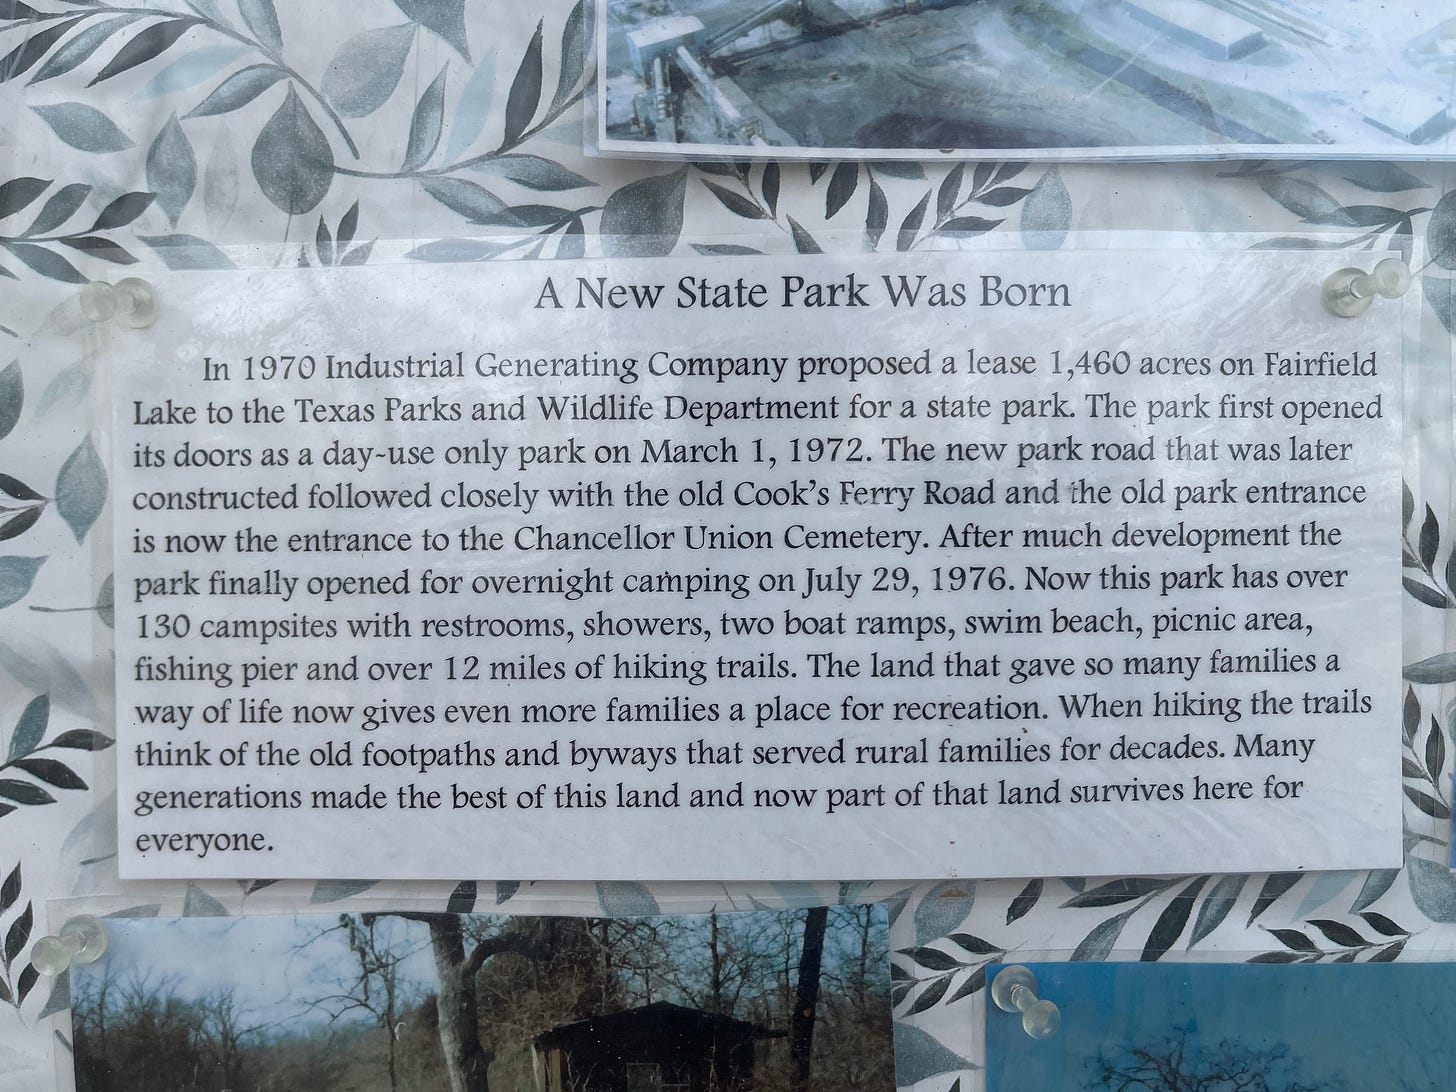 A New State Park Was Born
In 1970 Industrial Generating Company proposed a lease 1,460 acres on Fairfield
Lake to the Texas Parks and Wildlife Department for a state park. The park first opened
its doors as a day-use only park on March 1, 1972. The new park road that was later
constructed followed closely with the old Cook's Ferry Road and the old park entrance
is now the entrance to the Chancellor Union Cemetery. After much development the
park finally opened for overnight camping on July 29, 1976. Now this park has over
130 campsites with restrooms, showers, two boat ramps, swim beach, picnic area,
fishing pier and over 12 miles of hiking trails. The land that gave so many families a
way of life now gives even more families a place for recreation. When hiking the trails
think of the old footpaths and byways that served rural families for decades. Many
generations made the best of this land and now part of that land survives here for
everyone.